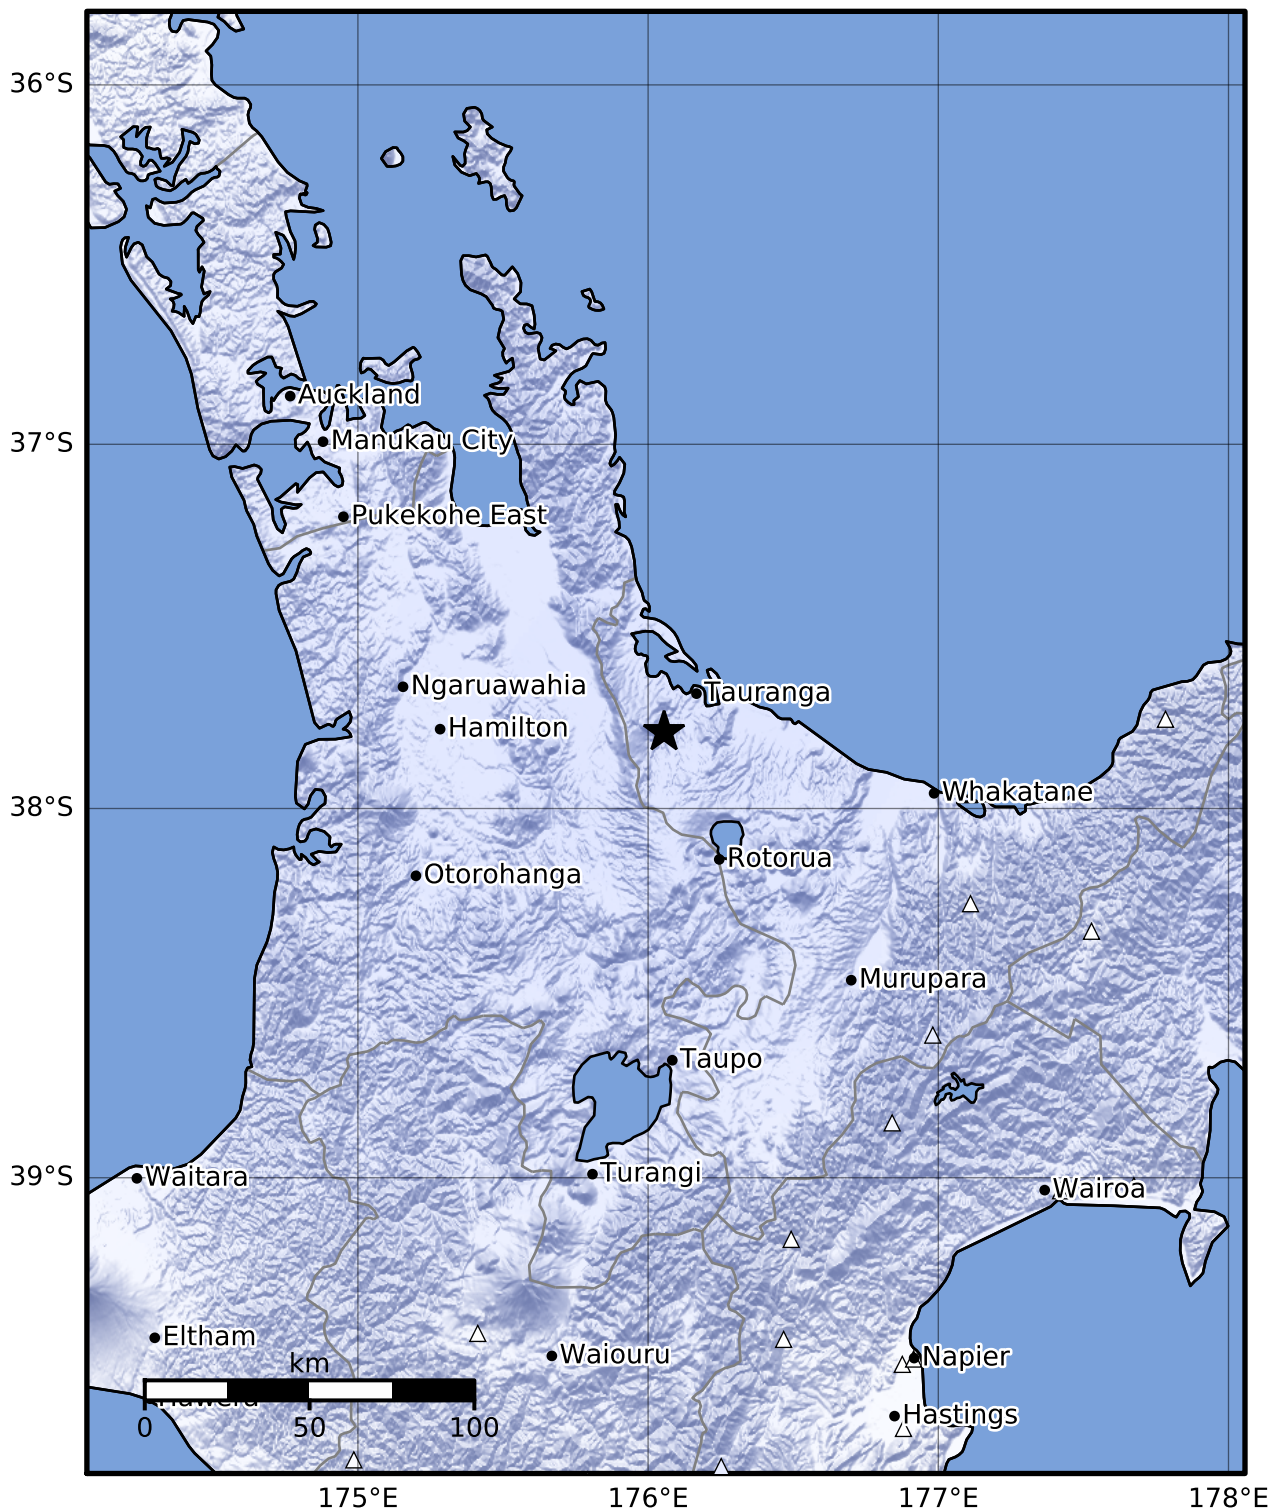 36°S
Auckland
37°S
Manukau City
Pukekohe East
Ngaruawahia
Tauranga
Hamilton
Whakatane
38°S
Rotorua
Otorohanga
Murupara
Taupo
39°S
Waitara
Turangi
Wairoa
Eltham
Waiouru
Napier
km
Hawera
Hastings
0 50 100
175°E 176°E 177°E 178°E